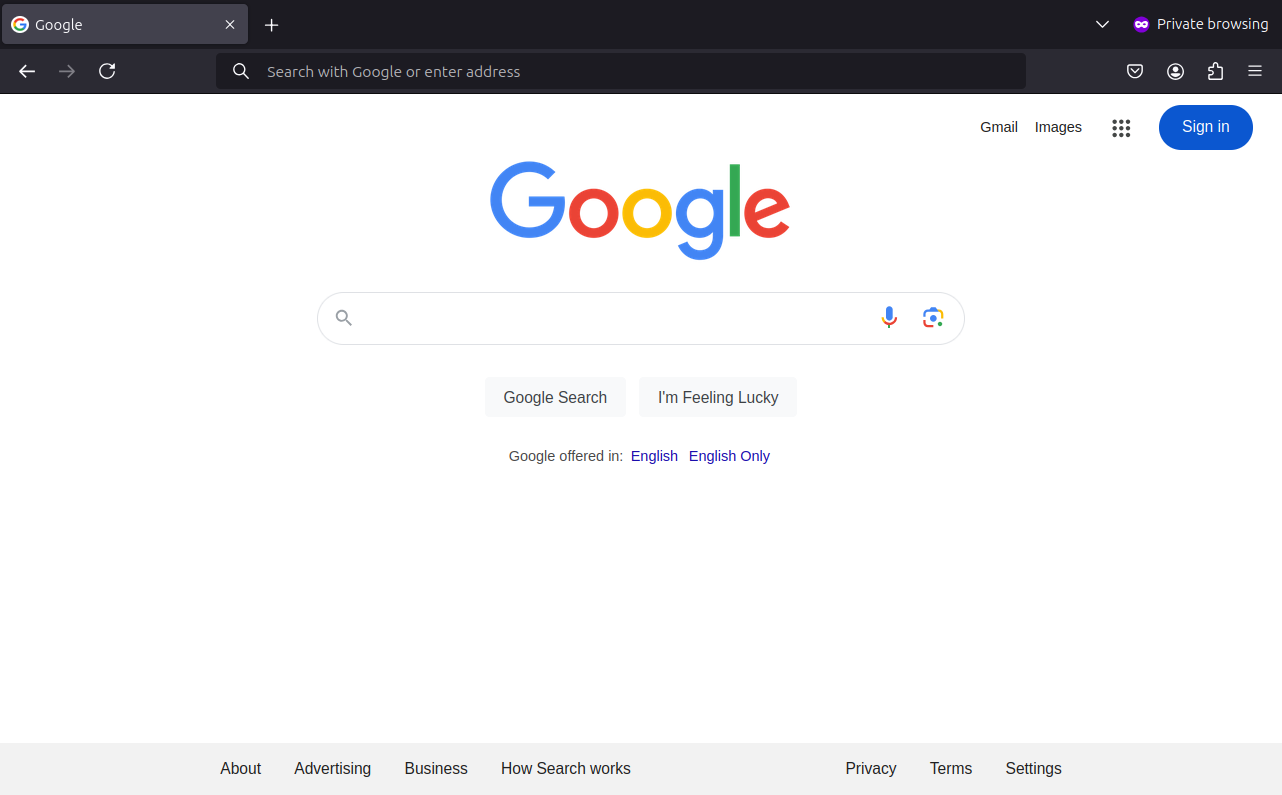 Google
Private browsing
Search with Google or enter address
Gmail Images Sign in
Google
Google Search I'm Feeling Lucky
Google offered in: English English Only
About Advertising Business How Search works Privacy Terms Settings